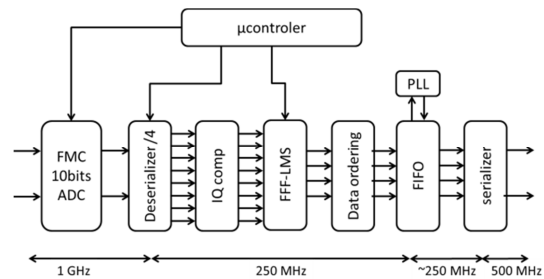 µcontroler
PLL
FMC
10bits
ADC
Deserializer /4
IQ comp
FFF-LMS
Data ordering
FIFO
serializer
1 GHz
250 MHz
~250 MHz
500 MHz